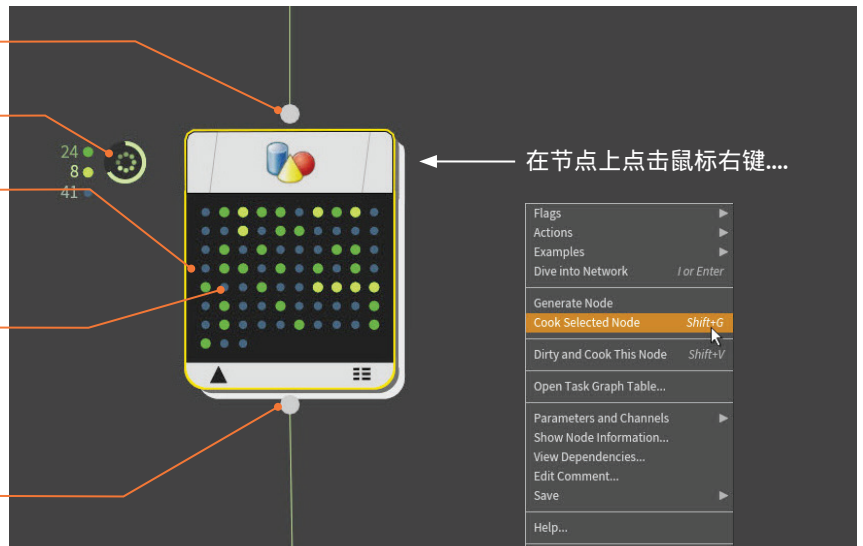 24
8
41
在节点上点击鼠标右键....
Flags
Actions
Examples
Dive into Network I or Enter
Generate Node
Cook Selected Node Shift+G
Dirty and Cook This Node Shift+V
Open Task Graph Table...
Parameters and Channels
Show Node Information...
View Dependencies...
Edit Comment...
Save
Help...